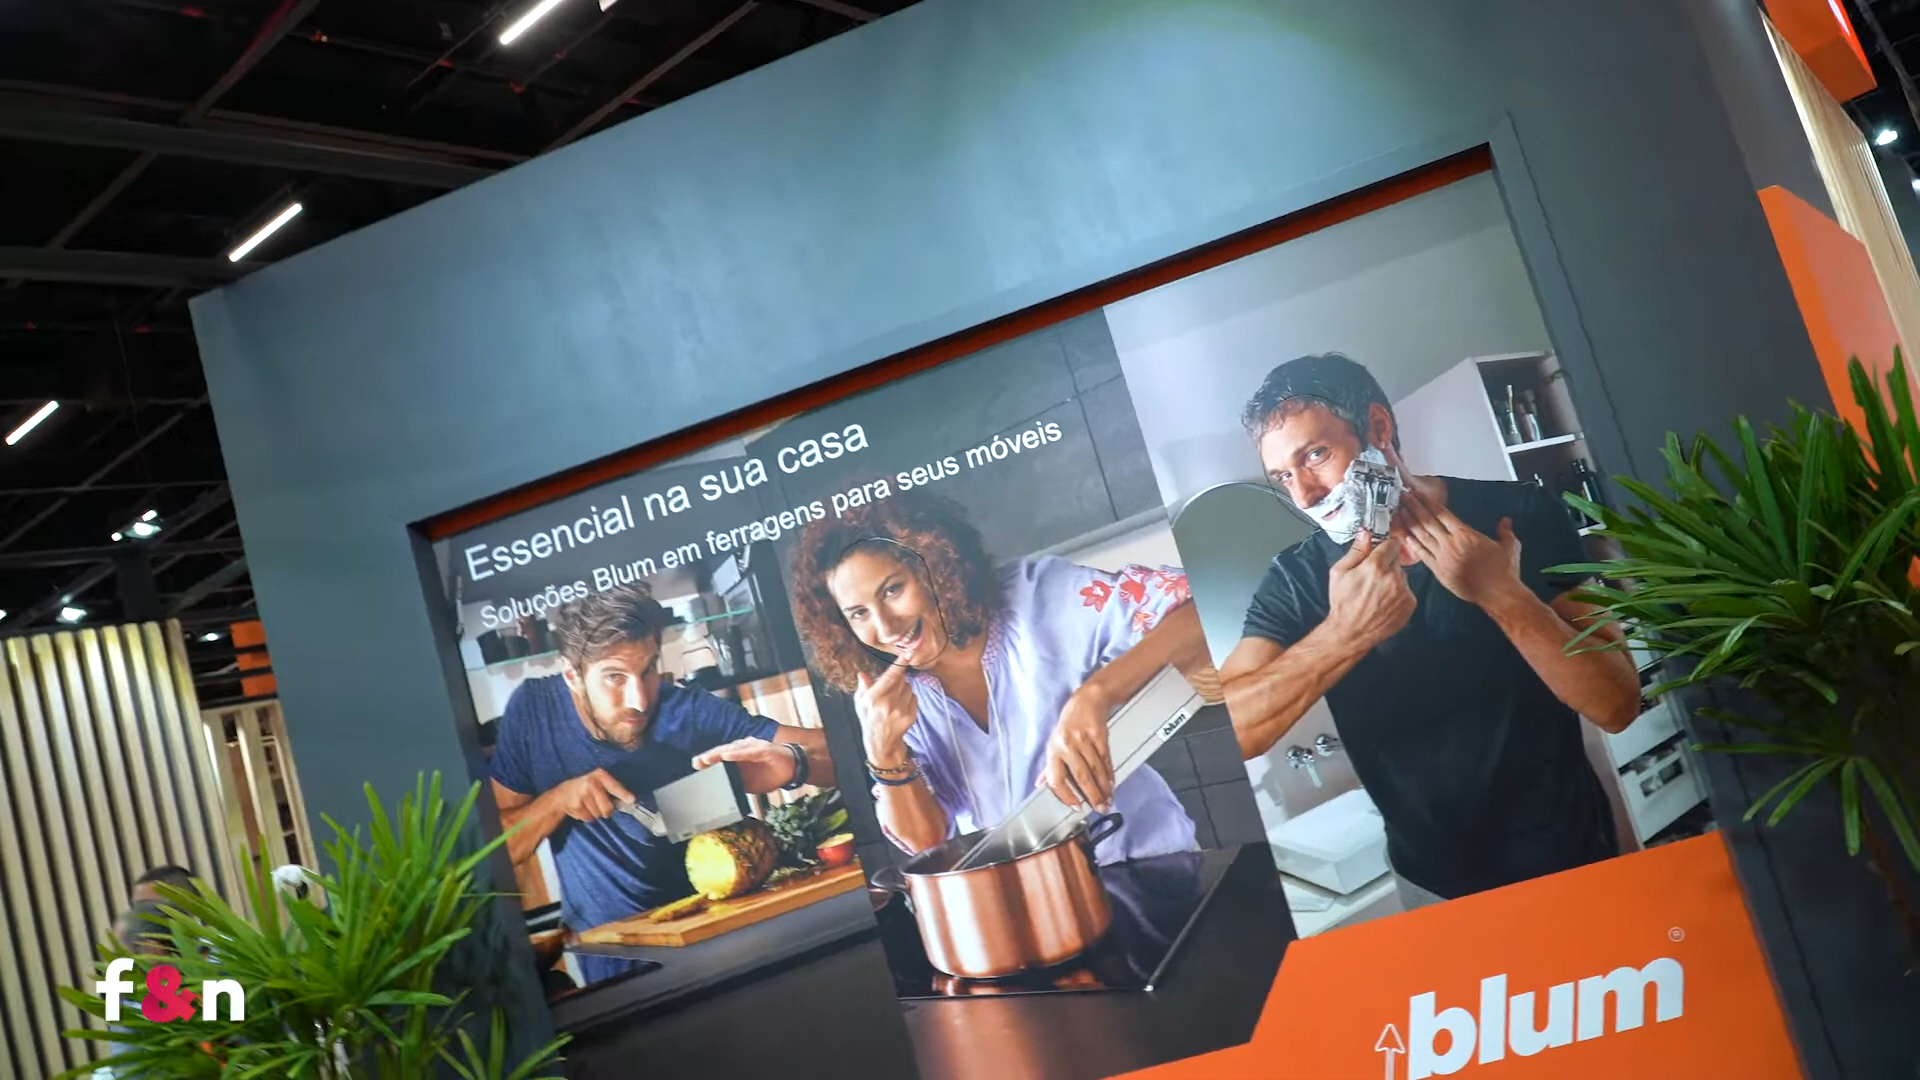 Essencial na sua casa
Soluções Blum em ferragens para seus móveis
blum
blum®
f&n